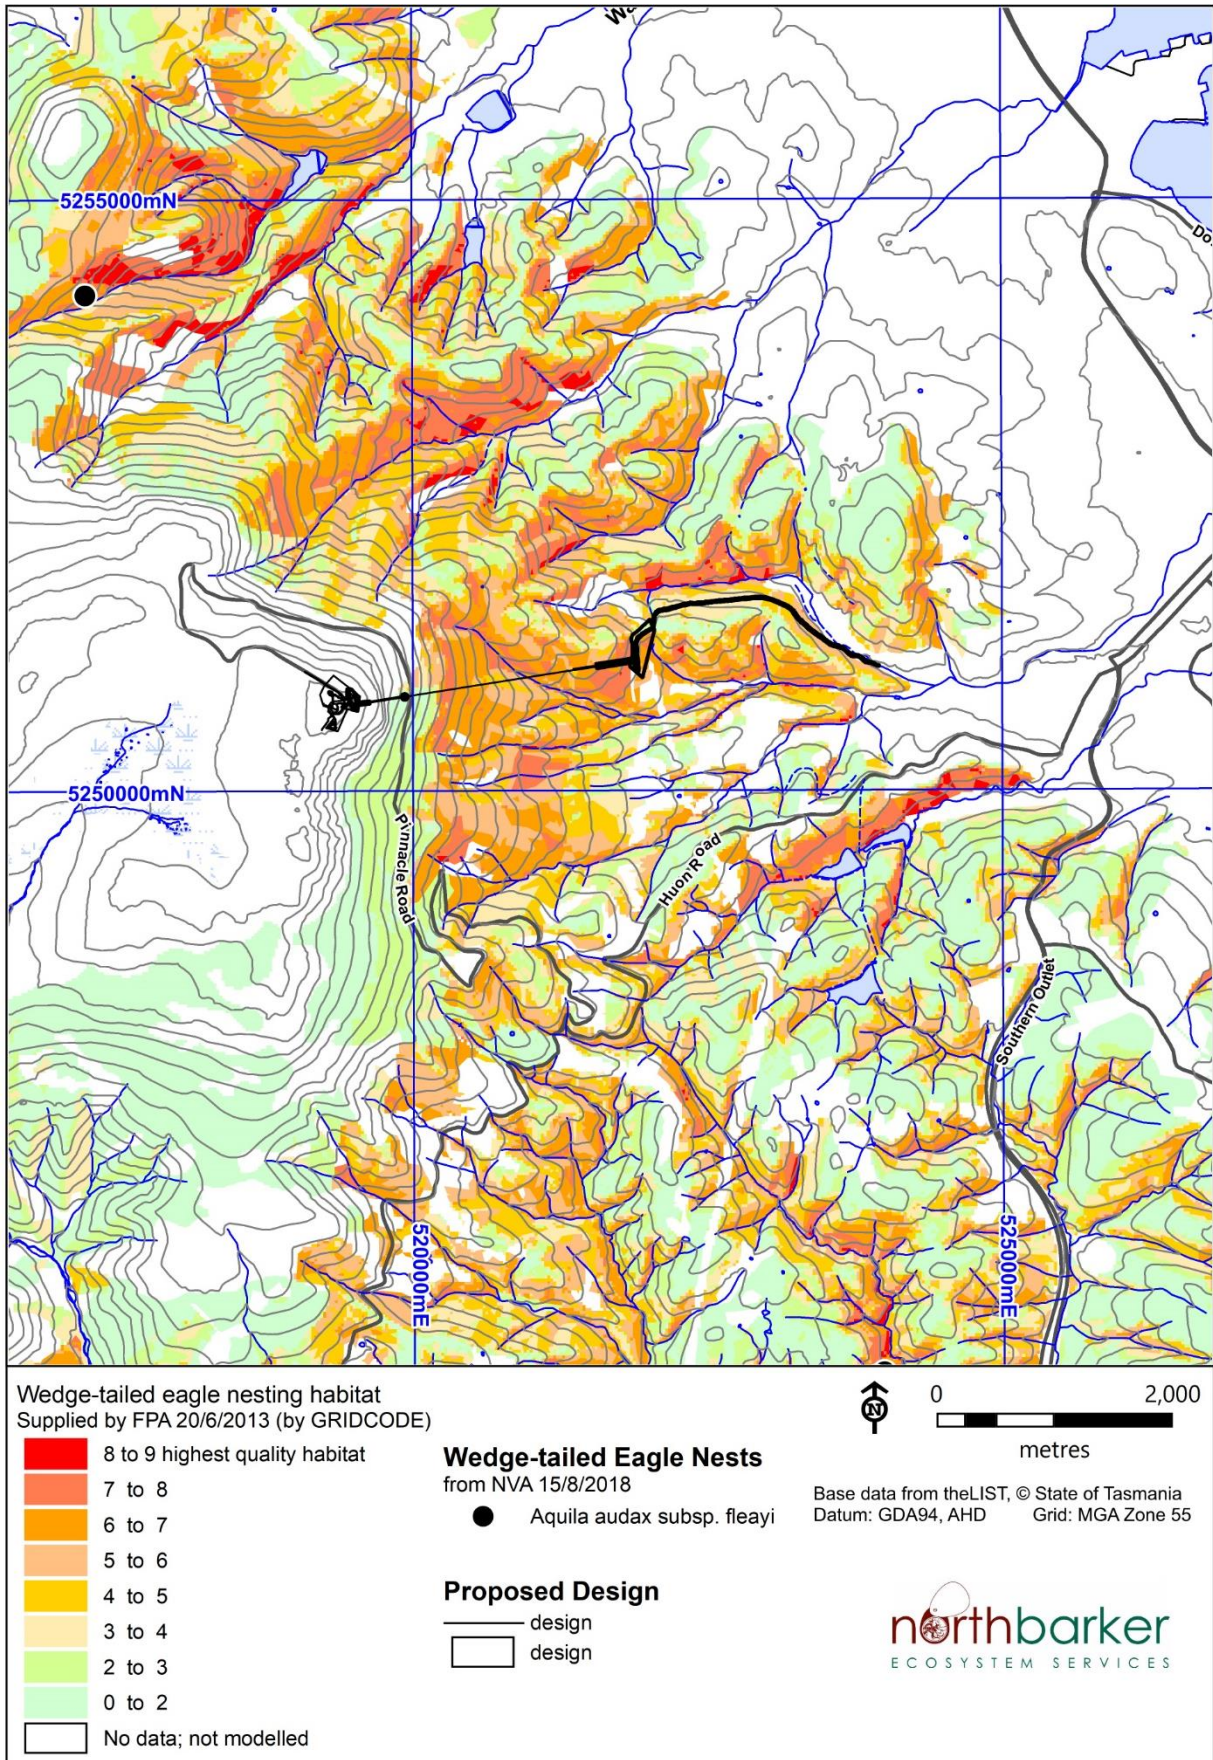 Wa
5255000mN
Do
5250000mN
Pinnacle Road
Huon Road
Southern Outlet
520000mE
525000mE
Wedge-tailed eagle nesting habitat
Supplied by FPA 20/6/2013 (by GRIDCODE)
8 to 9 highest quality habitat
7 to 8
6 to 7
5 to 6
4 to 5
3 to 4
2 to 3
0 to 2
No data; not modelled
Wedge-tailed Eagle Nests
from NVA 15/8/2018
Aquila audax subsp. fleayi
Proposed Design
design
design
N
0 2,000
metres
Base data from theLIST, © State of Tasmania
Datum: GDA94, AHD Grid: MGA Zone 55
northbarker
ECOSYSTEM SERVICES